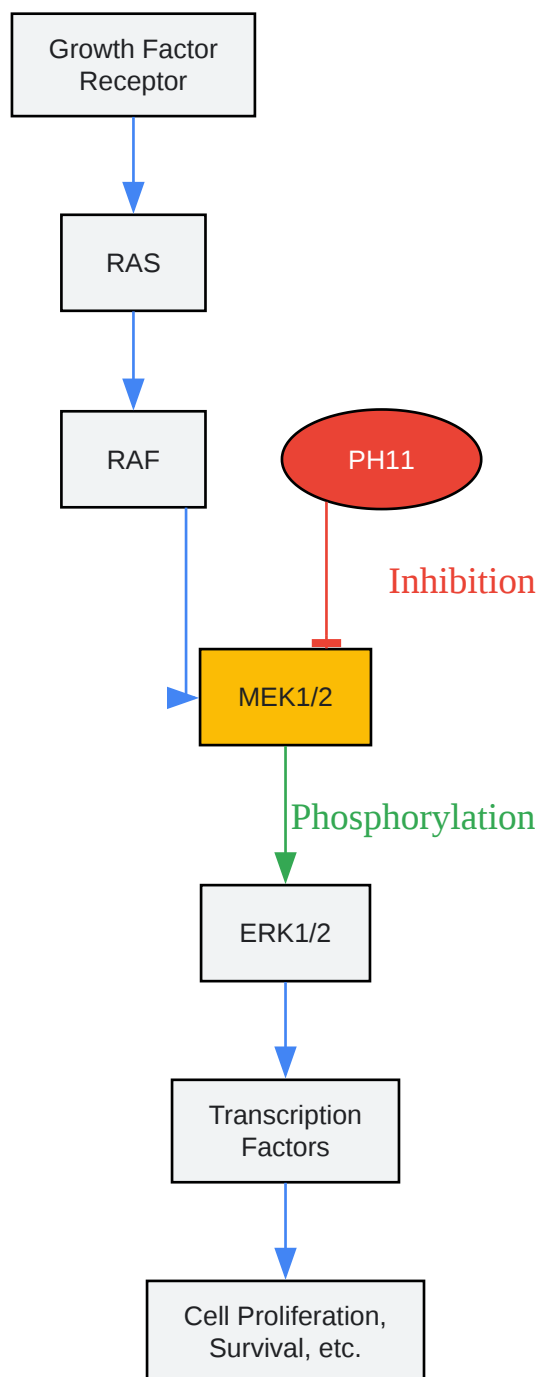 Growth Factor
Receptor
RAS
RAF
PH11
Inhibition
MEK1/2
Phosphorylation
ERK1/2
Transcription
Factors
Cell Proliferation,
Survival, etc.